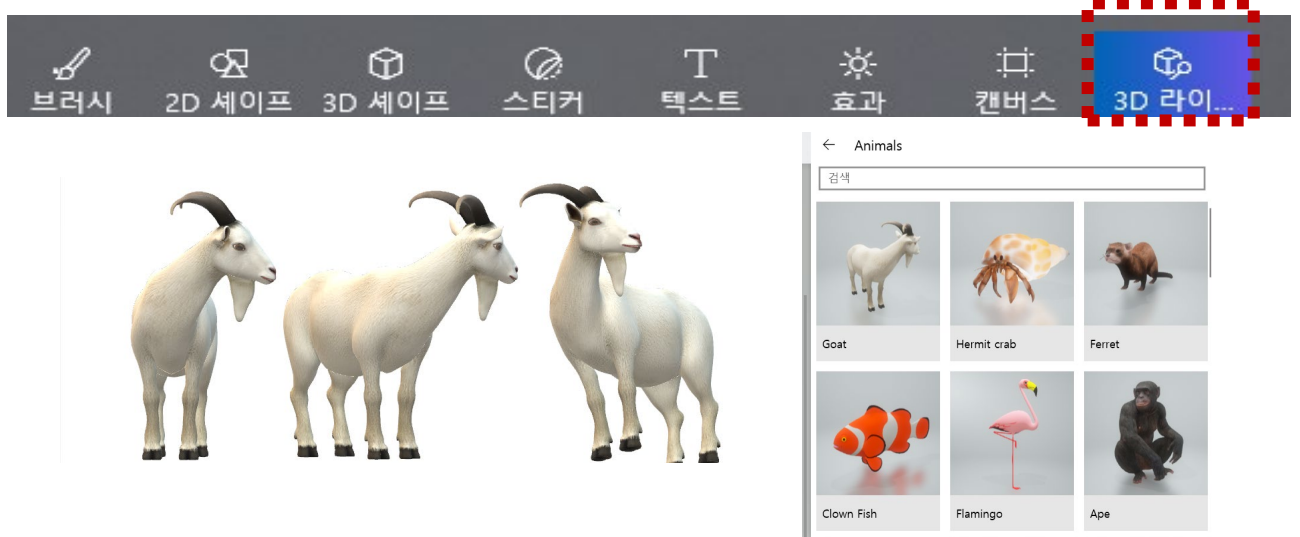 브러시 2D 셰이프 3D 셰이프 스티커 텍스트 효과 캔버스 3D 라이...
Animals
검색
Goat Hermit crab Ferret
Clown Fish Flamingo Ape